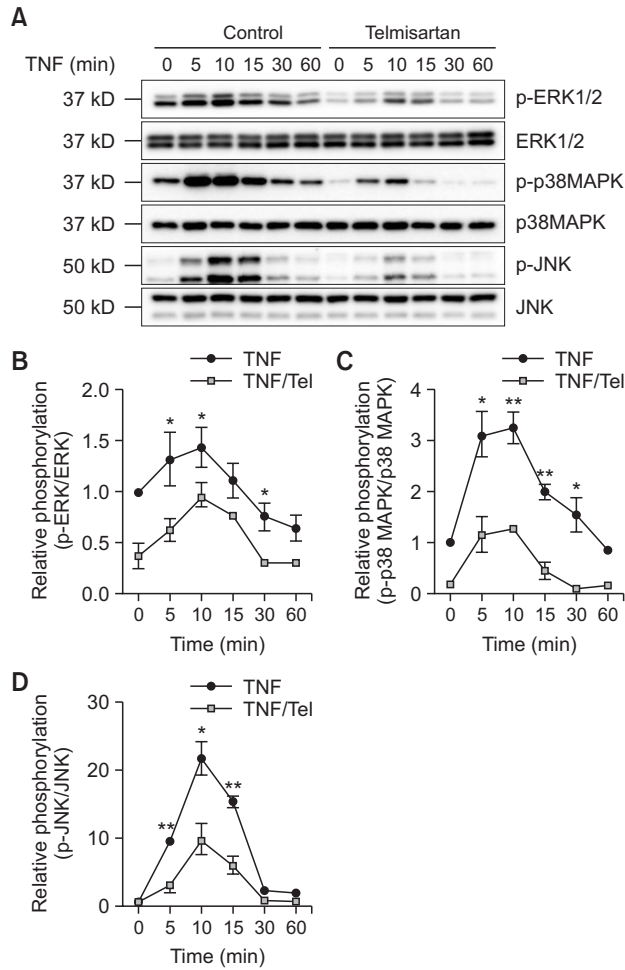 A
Control Telmisartan
TNF (min) 0 5 10 15 30 60 0 5 10 15 30 60
37 kD p-ERK1/2
37 kD ERK1/2
37 kD p-p38MAPK
37 kD p38MAPK
50 kD p-JNK
50 kD JNK
B
TNF
TNF/Tel
Relative phosphorylation
(p-ERK/ERK)
2.0
1.5
1.0
0.5
0.0
* * *
0 5 10 15 30 60
Time (min)
C
TNF
TNF/Tel
Relative phosphorylation
(p-p38 MAPK/p38 MAPK)
4
3
2
1
0
* ** ** *
0 5 10 15 30 60
Time (min)
D
TNF
TNF/Tel
Relative phosphorylation
(p-JNK/JNK)
30
20
10
0
** * **
0 5 10 15 30 60
Time (min)